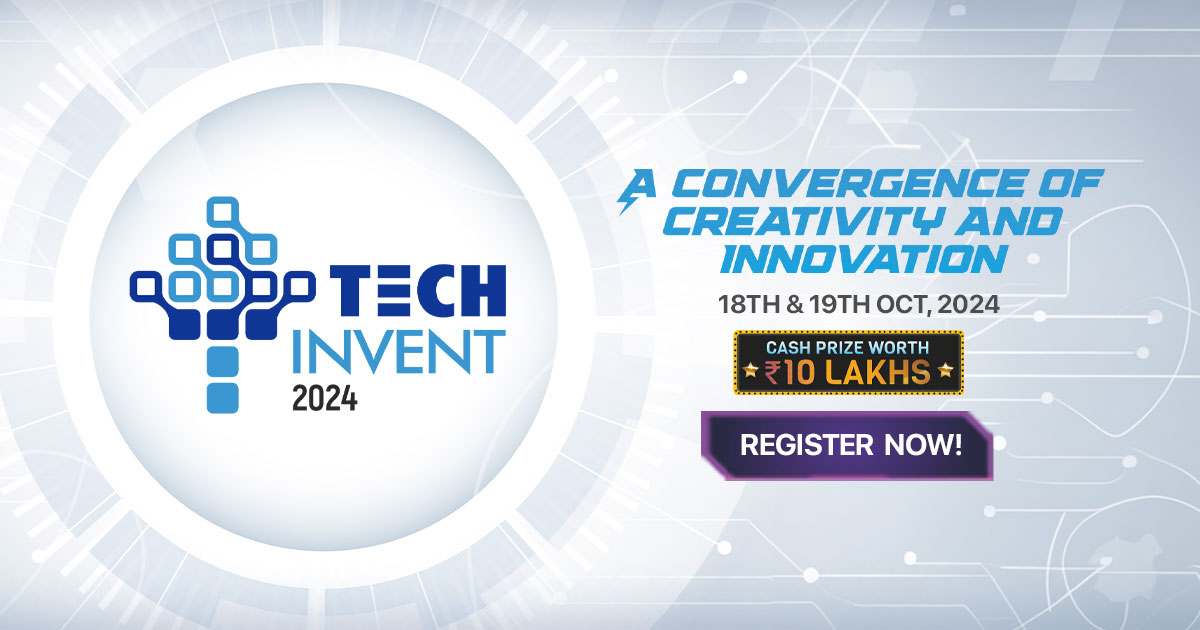 TECH
INVENT
2024
A CONVERGENCE OF
CREATIVITY AND
INNOVATION
18TH & 19TH OCT, 2024
CASH PRIZE WORTH
₹10 LAKHS
REGISTER NOW!